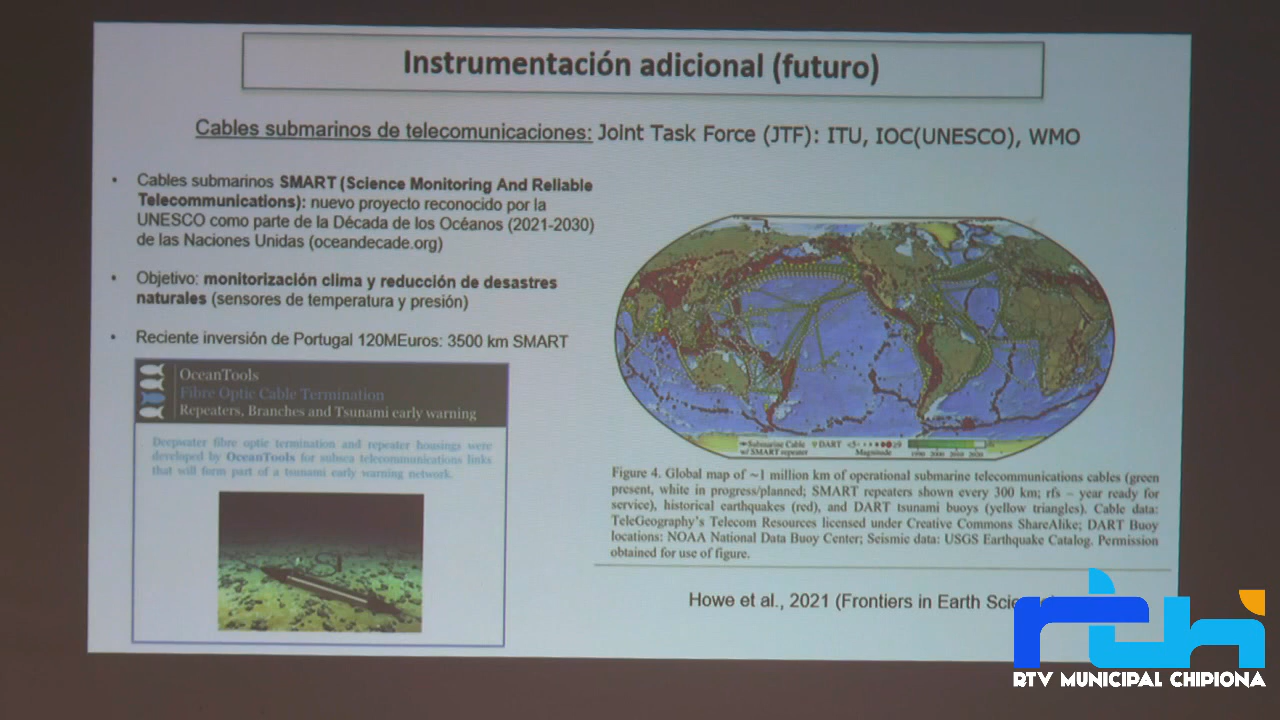 Instrumentación adicional (futuro)
Cables submarinos de telecomunicaciones: Joint Task Force (JTF): ITU, IOC(UNESCO), WMO
• Cables submarinos SMART (Science Monitoring And Reliable
Telecommunications): nuevo proyecto reconocido por la
UNESCO como parte de la Década de los Océanos (2021-2030)
de las Naciones Unidas (oceandecade.org)
• Objetivo: monitorización clima y reducción de desastres
naturales (sensores de temperatura y presión)
• Reciente inversión de Portugal 120MEuros: 3500 km SMART
OceanTools
Fibre Optic Cable Termination
Repeaters, Branches and Tsunami early warning
Deepwater fibre optic termination and repeater housings were
developed by OceanTools for subsea telecommunications links
that will form part of a tsunami early warning network.
Submarine Cable
w/ SMART repeater
DART
Magnitude
Figure 4. Global map of ~1 million km of operational submarine telecommunications cables (green
present, white in progress/planned; SMART repeaters shown every 300 km; rfs – year ready for
service), historical earthquakes (red), and DART tsunami buoys (yellow triangles). Cable data:
TeleGeography's Telecom Resources licensed under Creative Commons ShareAlike; DART Buoy
locations: NOAA National Data Buoy Center; Seismic data: USGS Earthquake Catalog. Permission
obtained for use of figure.
Howe et al., 2021 (Frontiers in Earth
rtv
RTV MUNICIPAL CHIPIONA